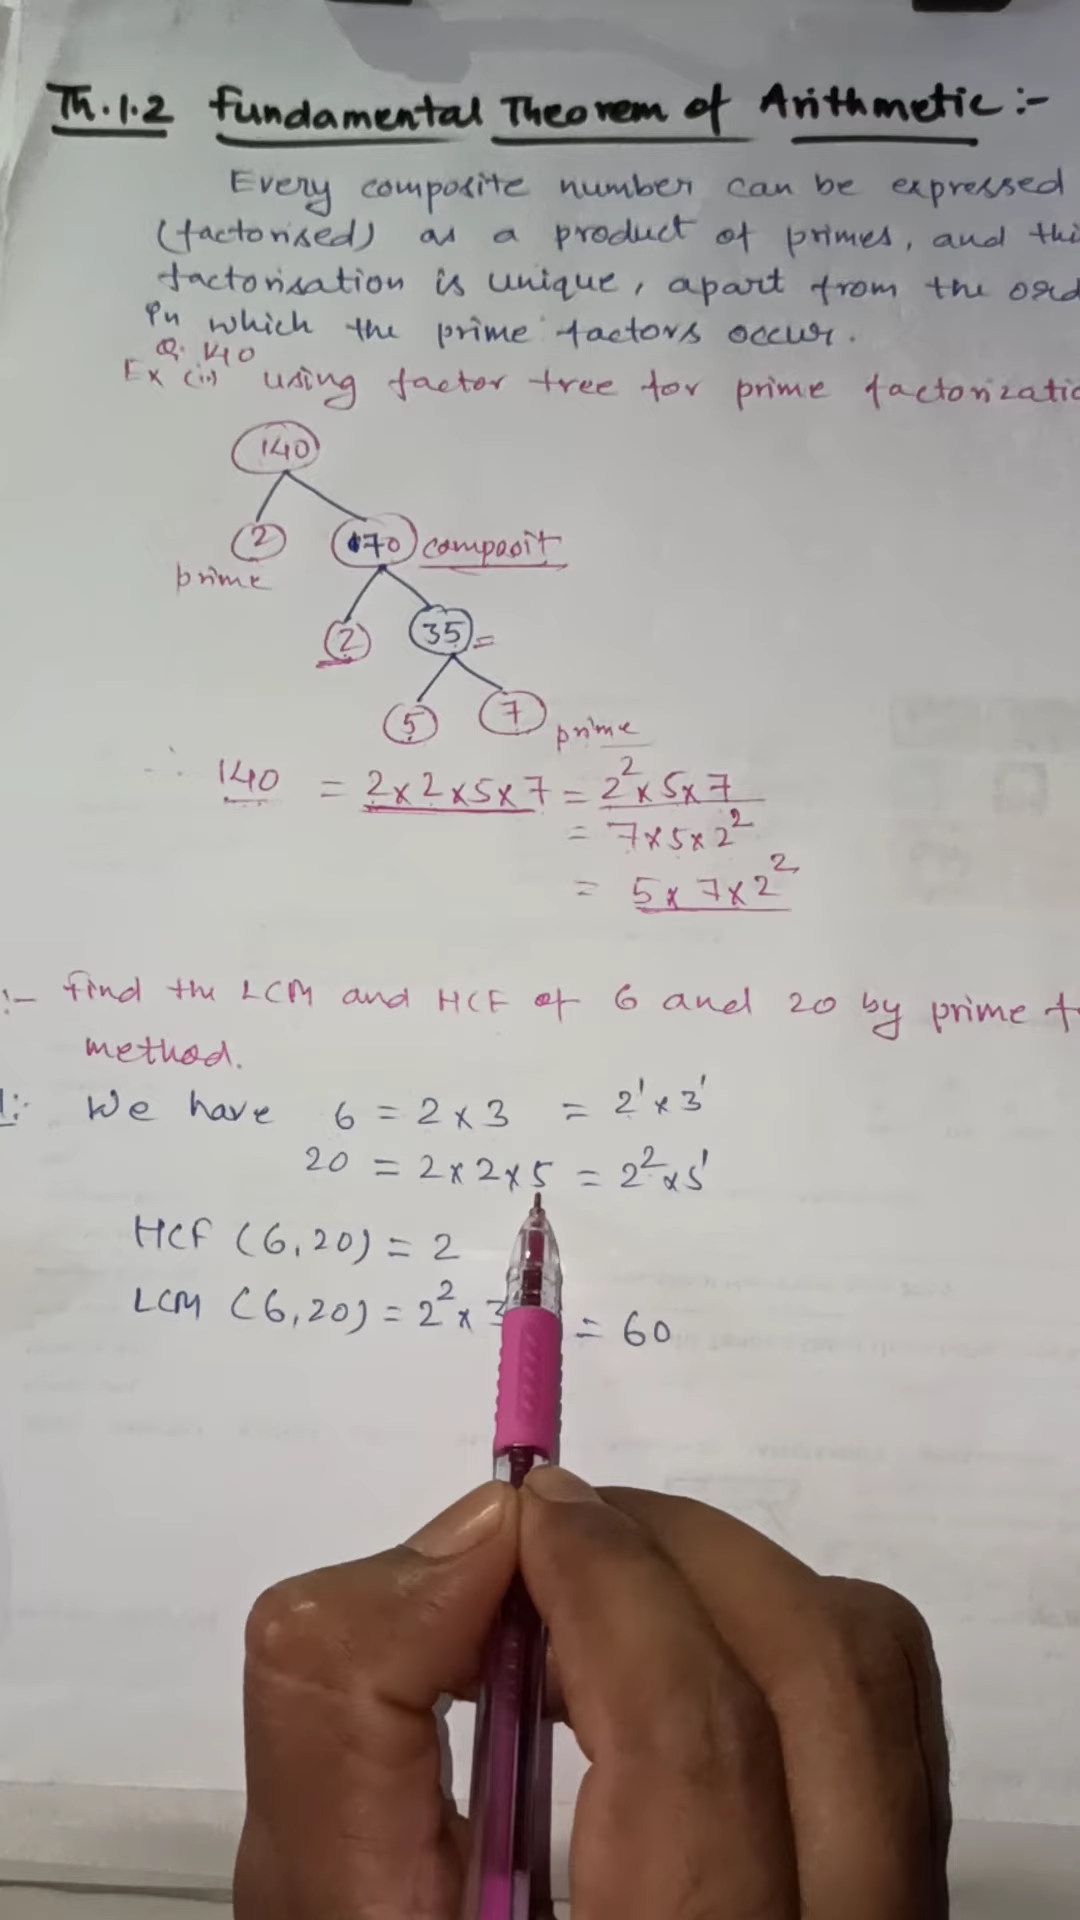 Th.1.2 Fundamental Theorem of Arithmetic :-
Every composite number can be expressed
(factorised) as a product of primes, and thi
factorisation is unique, apart from the ord
in which the prime factors occur.
Q. 140
Ex (ii) using factor tree for prime factorizatio
140
2 70 composit
prime
2 35 =
5 7 prime
∴ 140 = 2×2×5×7 = 2²×5×7
= 7×5×2²
= 5×7×2²
:- Find the LCM and HCF of 6 and 20 by prime f
method.
l:- We have 6 = 2×3 = 2¹×3¹
20 = 2×2×5 = 2²×5¹
HCF (6,20) = 2
LCM (6,20) = 2²×3 = 60